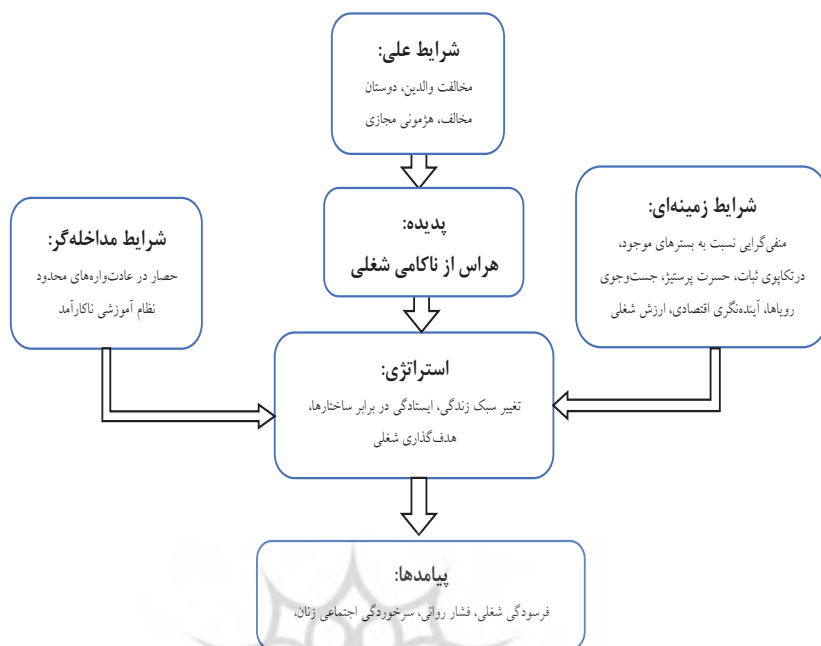 شرایط علی:
مخالفت والدین، دوستان
مخالف، هژمونی مجازی
شرایط زمینه‌ای:
منفی‌گرایی نسبت به بسترهای موجود،
درتکاپوی ثبات، حسرت پرستیژ، جست‌وجوی
رویاها، آینده‌نگری اقتصادی، ارزش شغلی
پدیده:
هراس از ناکامی شغلی
شرایط مداخله‌گر:
حصار در عادت‌واره‌های محدود
نظام آموزشی ناکارآمد
استراتژی:
تغییر سبک زندگی، ایستادگی در برابر ساختارها،
هدف‌گذاری شغلی
پیامدها:
فرسودگی شغلی، فشار روانی، سرخوردگی اجتماعی زنان،